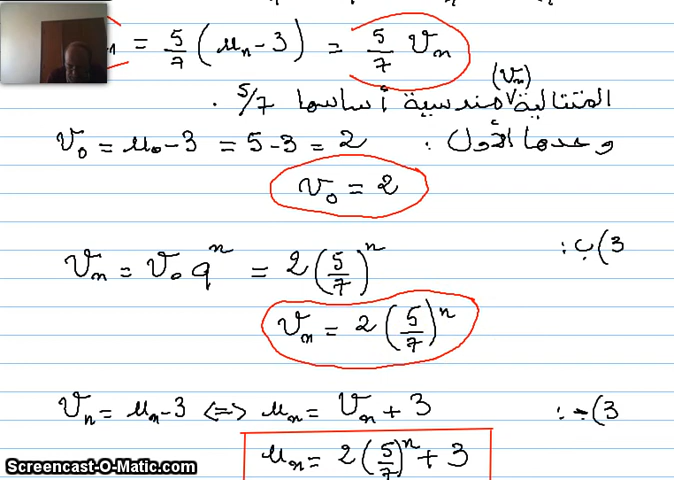 n = 5/7 (u_n - 3) = 5/7 V_n
(V_n)
المتتالية هندسية أساسها 5/7 .
وحدها الأول : V_0 = u_0 - 3 = 5 - 3 = 2
V_0 = 2
3) ب : V_n = V_0 q^n = 2(5/7)^n
V_n = 2(5/7)^n
3) ج : V_n = u_n - 3 <=> u_n = V_n + 3
u_n = 2(5/7)^n + 3
Screencast-O-Matic.com